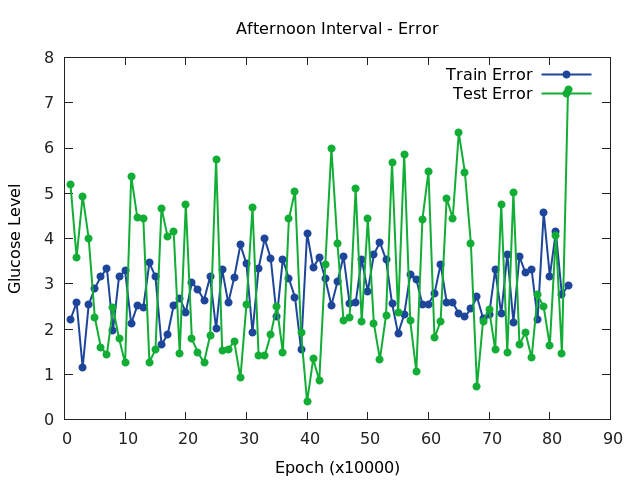 Afternoon Interval - Error
8
7
6
5
4
3
2
1
0
Train Error
Test Error
Glucose Level
0 10 20 30 40 50 60 70 80 90
Epoch (x10000)